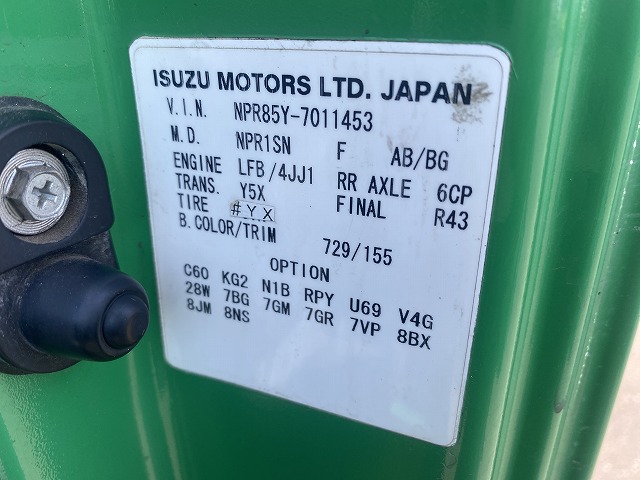 ISUZU MOTORS LTD. JAPAN
V.I.N. NPR85Y-7011453
M.D. NPR1SN F AB/BG
ENGINE LFB/4JJ1 RR AXLE 6CP
TRANS. Y5X FINAL R43
TIRE #YX
B.COLOR/TRIM 729/155
OPTION
C60 KG2 N1B RPY U69 V4G
28W 7BG 7GM 7GR 7VP 8BX
8JM 8NS